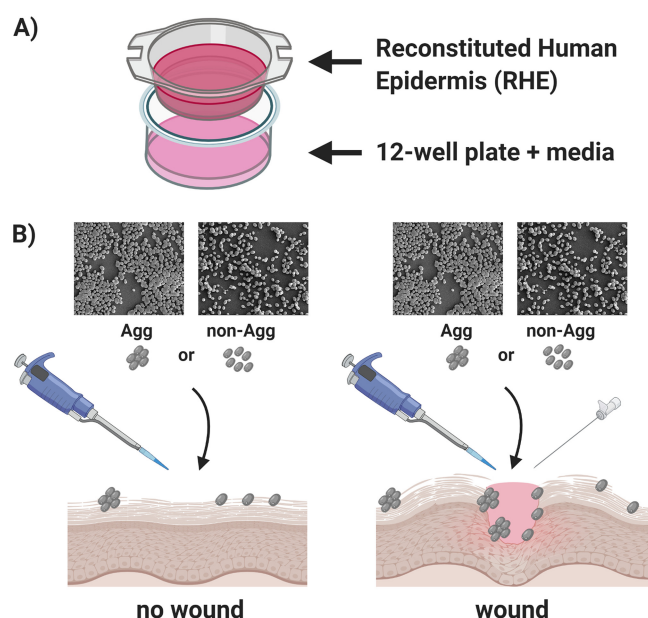 A)
Reconstituted Human
Epidermis (RHE)
12-well plate + media
B)
Agg
or
non-Agg
Agg
or
non-Agg
no wound
wound